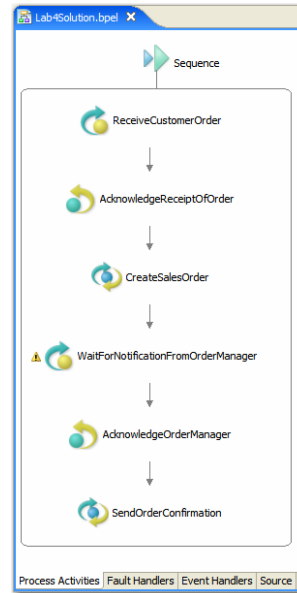 Lab4Solution.bpel
Sequence
ReceiveCustomerOrder
AcknowledgeReceiptOfOrder
CreateSalesOrder
WaitForNotificationFromOrderManager
AcknowledgeOrderManager
SendOrderConfirmation
Process Activities Fault Handlers Event Handlers Source